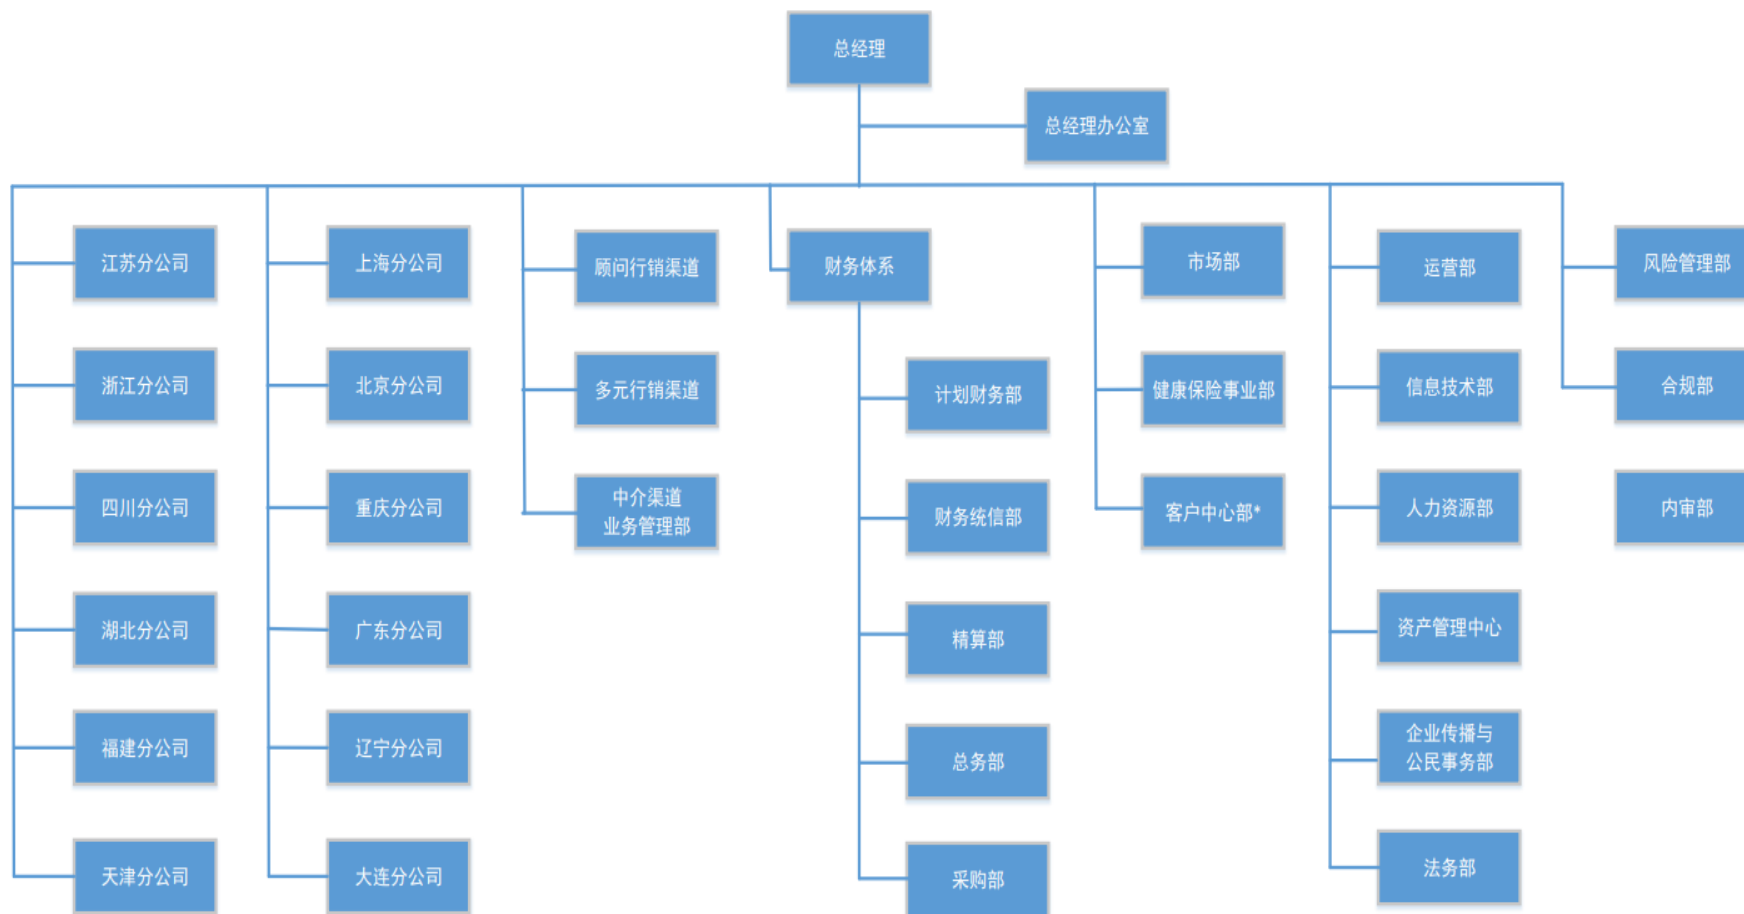 总经理
总经理办公室
江苏分公司
浙江分公司
四川分公司
湖北分公司
福建分公司
天津分公司
上海分公司
北京分公司
重庆分公司
广东分公司
辽宁分公司
大连分公司
顾问行销渠道
多元行销渠道
中介渠道
业务管理部
财务体系
计划财务部
财务统信部
精算部
总务部
采购部
市场部
健康保险事业部
客户中心部*
运营部
信息技术部
人力资源部
资产管理中心
企业传播与
公民事务部
法务部
风险管理部
合规部
内审部